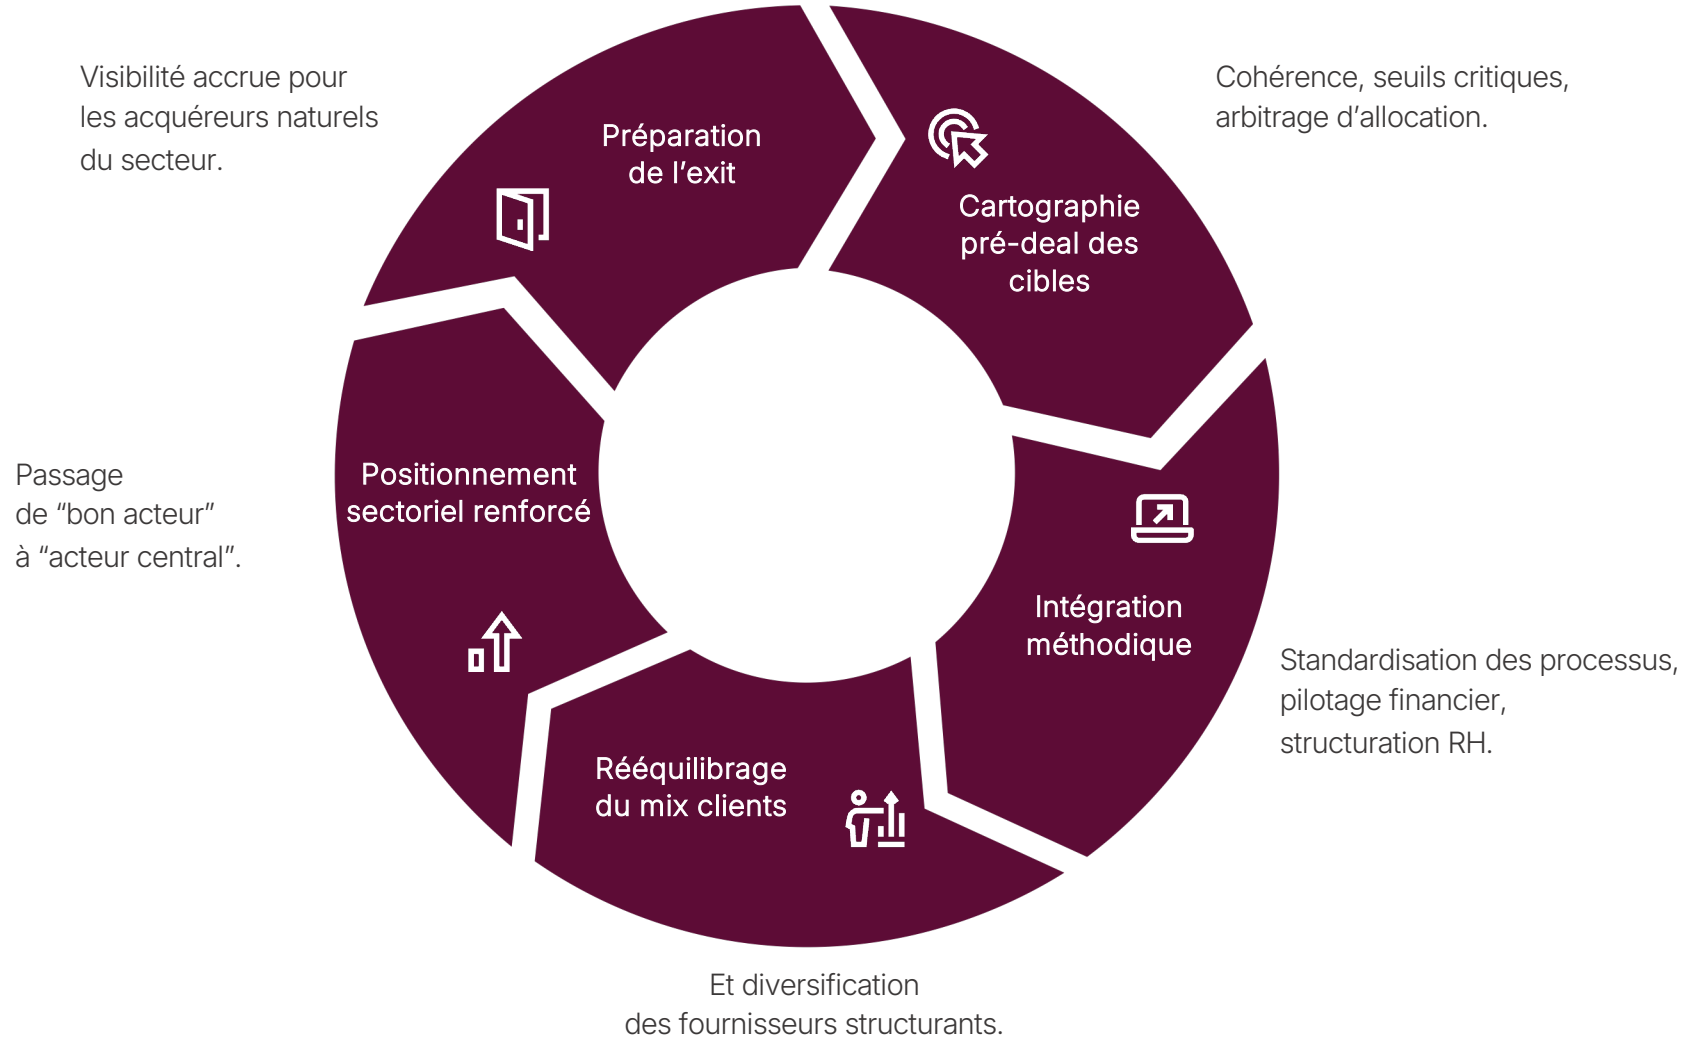 Visibilité accrue pour
les acquéreurs naturels
du secteur.
Préparation
de l’exit
Cohérence, seuils critiques,
arbitrage d’allocation.
Cartographie
pré-deal des
cibles
Passage
de “bon acteur”
à “acteur central”.
Positionnement
sectoriel renforcé
Intégration
méthodique
Standardisation des processus,
pilotage financier,
structuration RH.
Rééquilibrage
du mix clients
Et diversification
des fournisseurs structurants.